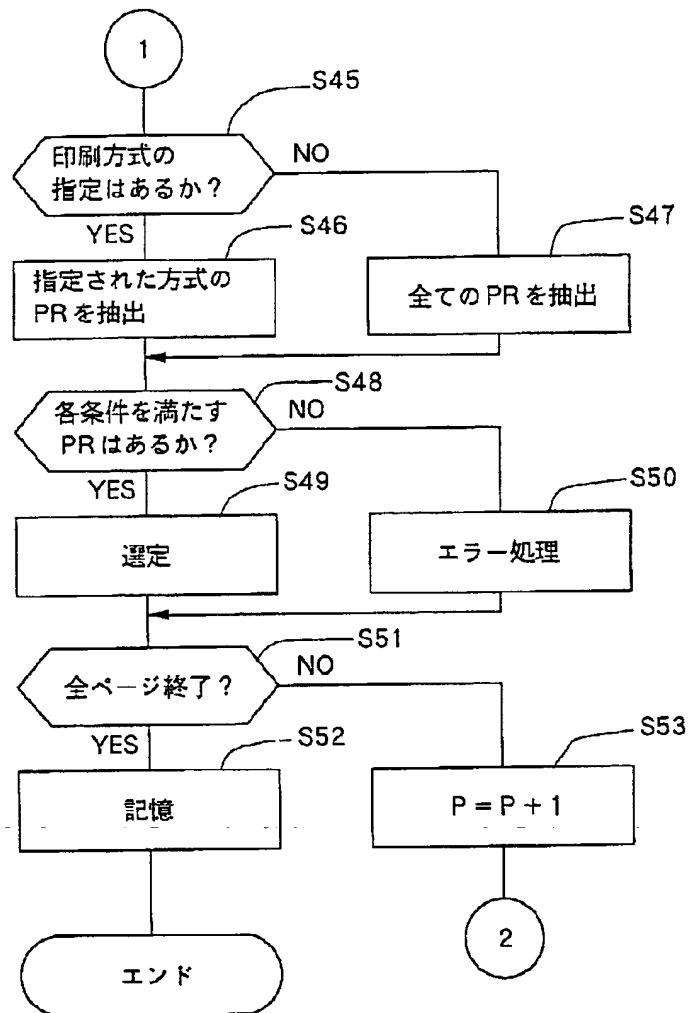 1
S45
印刷方式の
指定はあるか?
NO
YES
S46
S47
指定された方式の
PRを抽出
全てのPRを抽出
S48
各条件を満たす
PRはあるか?
NO
YES
S49
S50
選定
エラー処理
S51
全ページ終了?
NO
YES
S52
S53
記憶
P=P+1
2
エンド